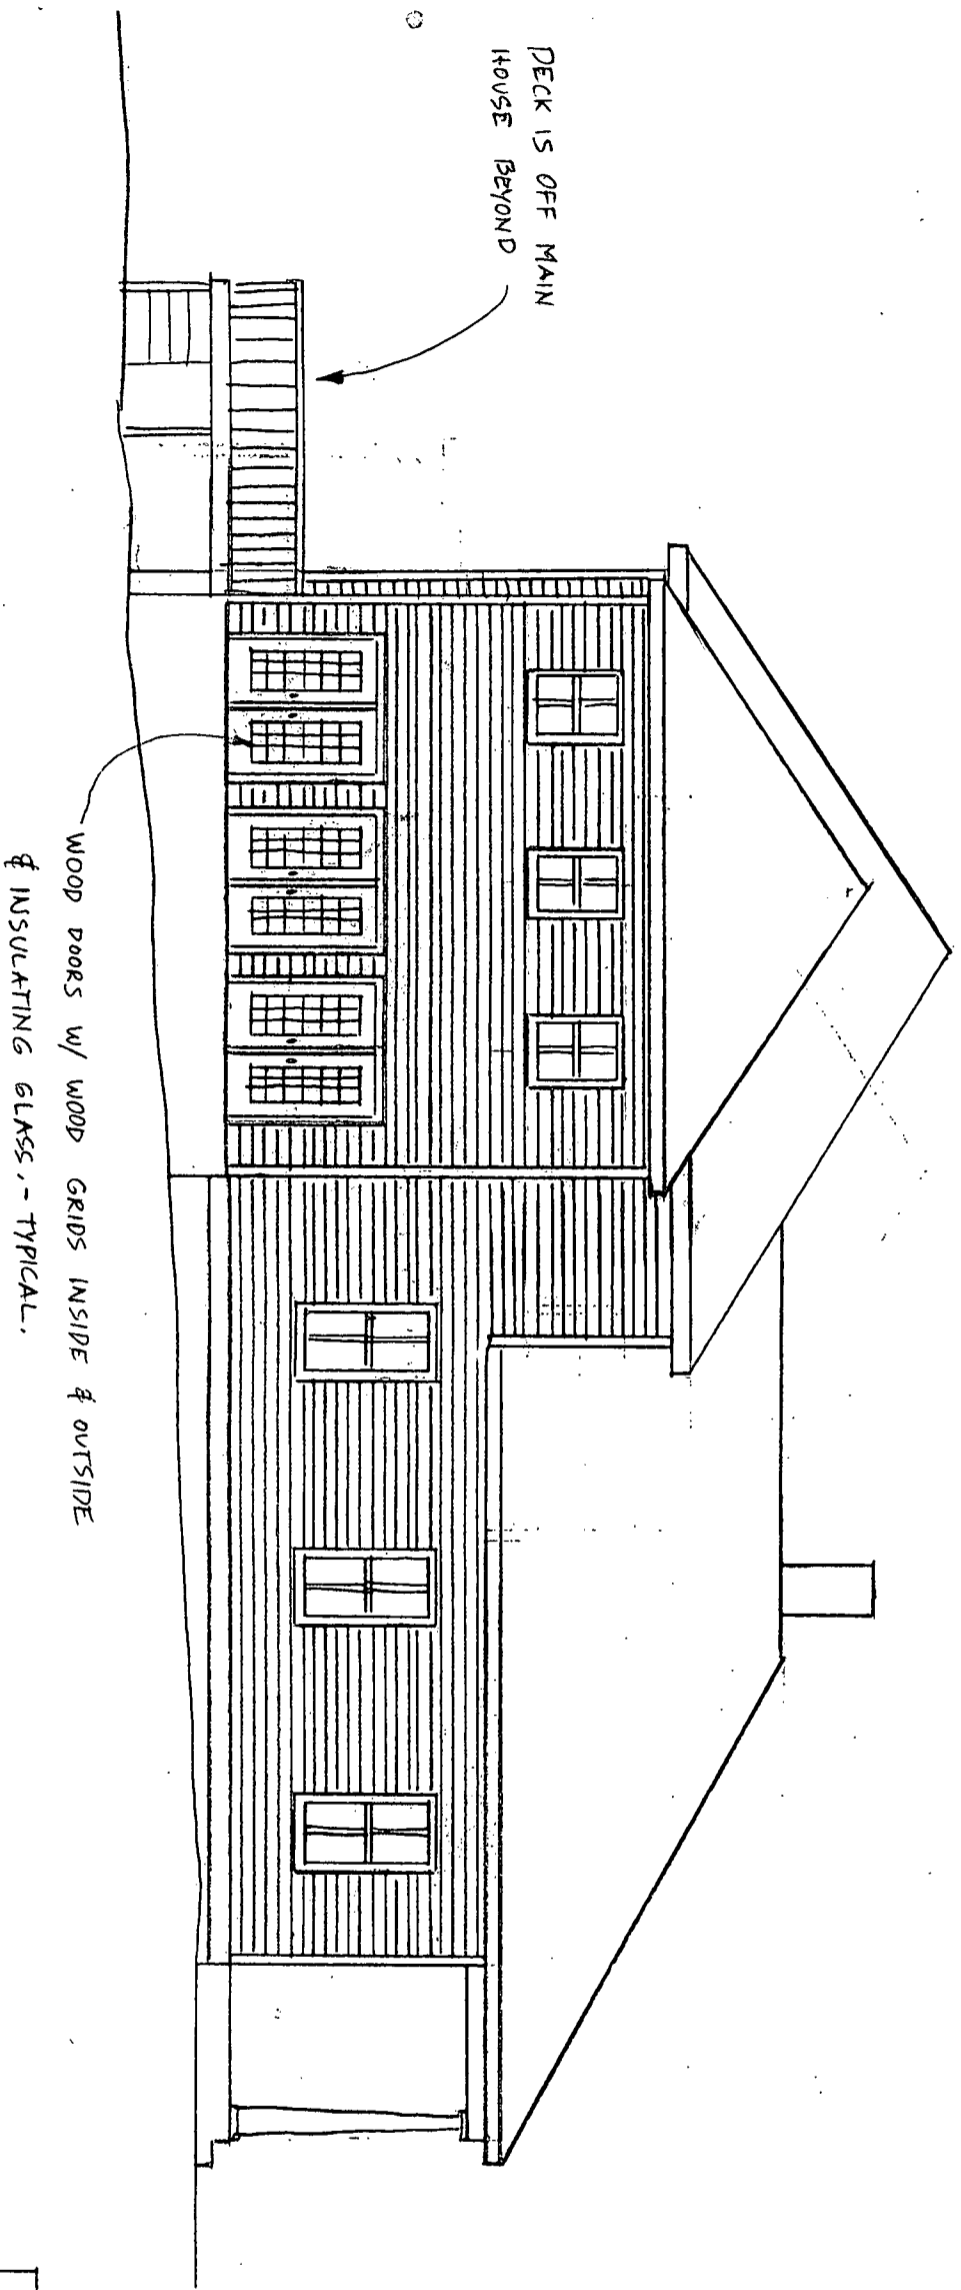 DECK IS OFF MAIN
HOUSE BEYOND
WOOD DOORS W/ WOOD GRIDS INSIDE & OUTSIDE
& INSULATING GLASS. - TYPICAL.